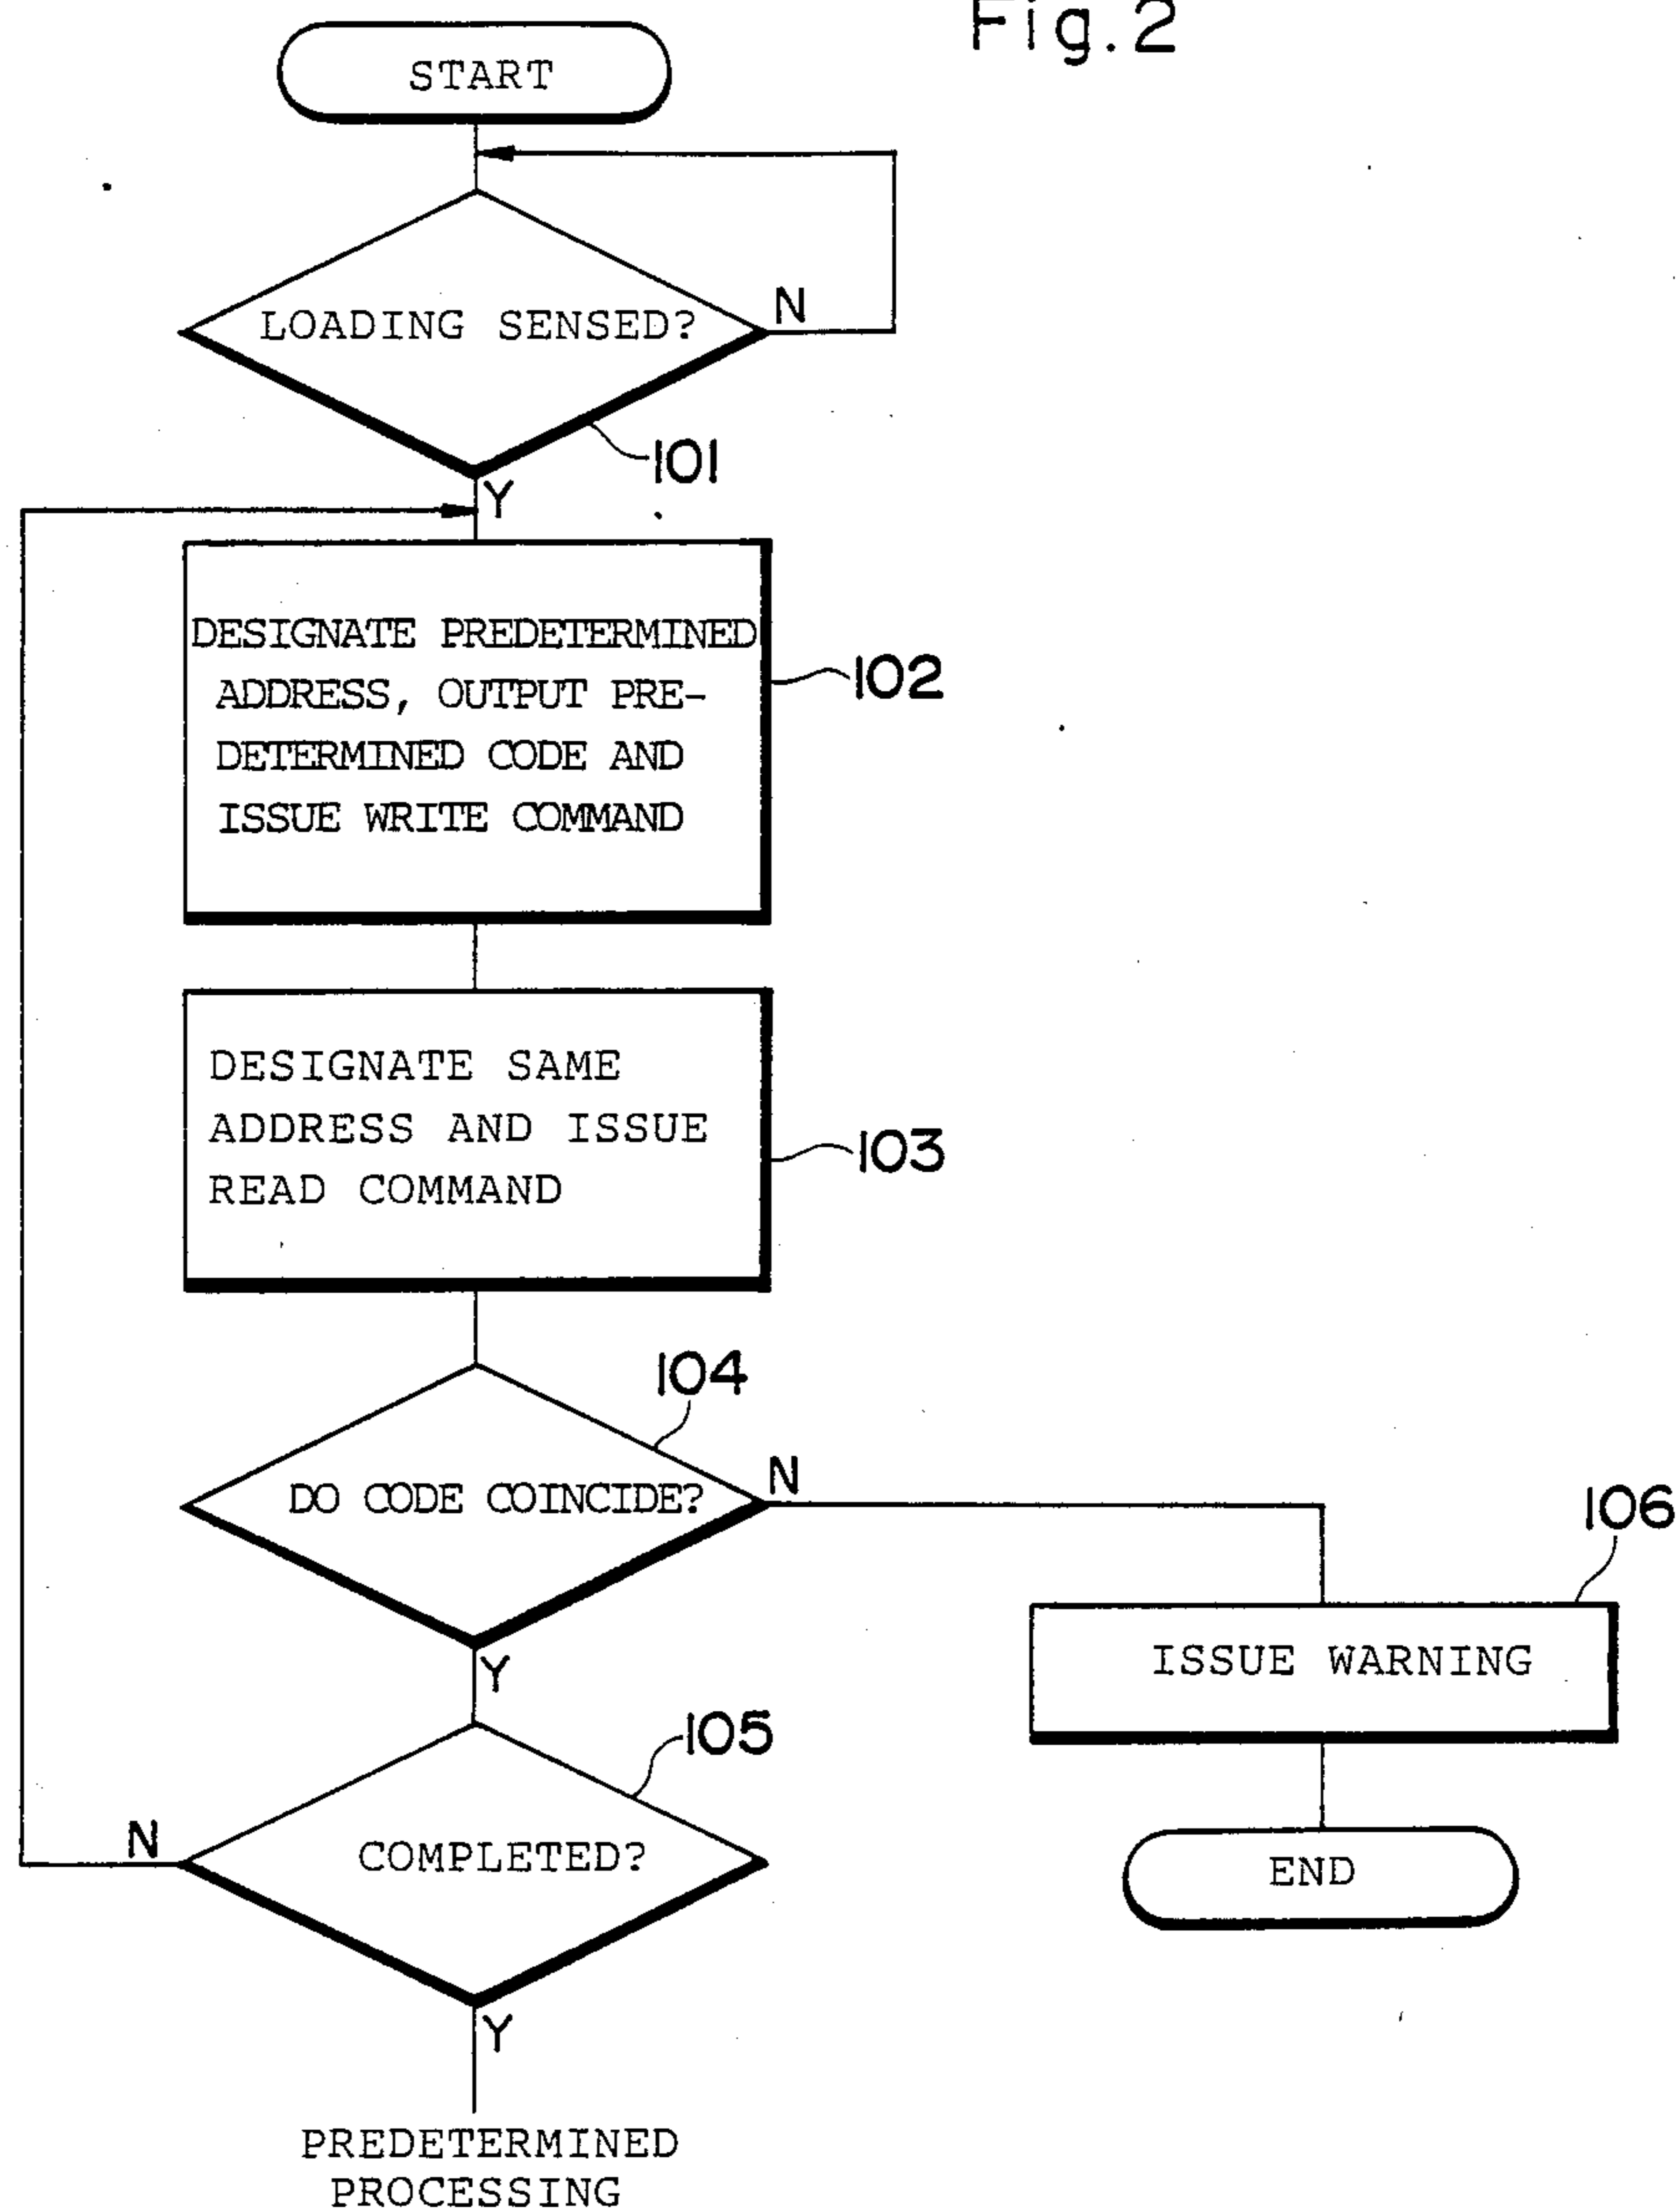 Fig.2
START
LOADING SENSED?
N
101
Y
DESIGNATE PREDETERMINED
ADDRESS, OUTPUT PRE-
DETERMINED CODE AND
ISSUE WRITE COMMAND
102
DESIGNATE SAME
ADDRESS AND ISSUE
READ COMMAND
103
104
DO CODE COINCIDE?
N
Y
106
ISSUE WARNING
105
COMPLETED?
N
END
Y
PREDETERMINED
PROCESSING